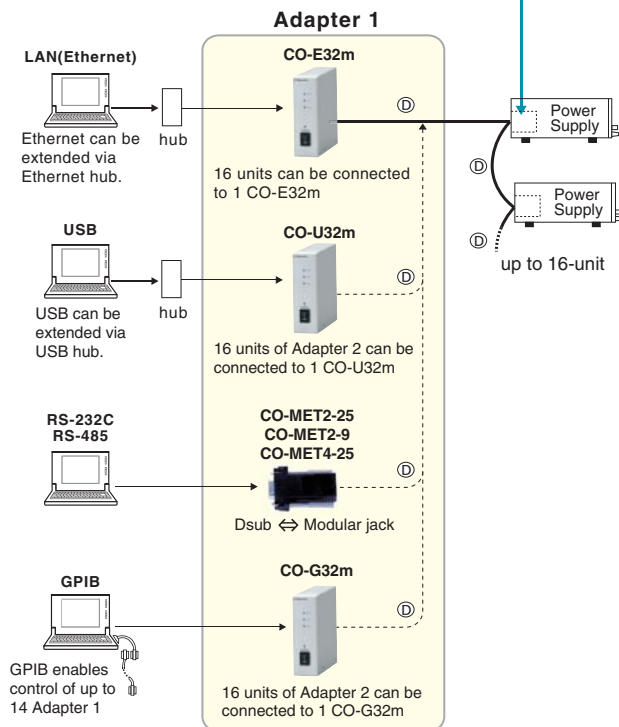 Adapter 1
LAN(Ethernet)
CO-E32m
Ⓓ
Power
Supply
hub
Ethernet can be
extended via
Ethernet hub.
16 units can be connected
to 1 CO-E32m
Ⓓ
Power
Supply
Ⓓ
up to 16-unit
USB
CO-U32m
Ⓓ
hub
USB can be
extended via
USB hub.
16 units of Adapter 2 can be
connected to 1 CO-U32m
RS-232C
RS-485
CO-MET2-25
CO-MET2-9
CO-MET4-25
Ⓓ
Dsub ⇔ Modular jack
GPIB
CO-G32m
Ⓓ
GPIB enables
control of up to
14 Adapter 1
16 units of Adapter 2 can be
connected to 1 CO-G32m